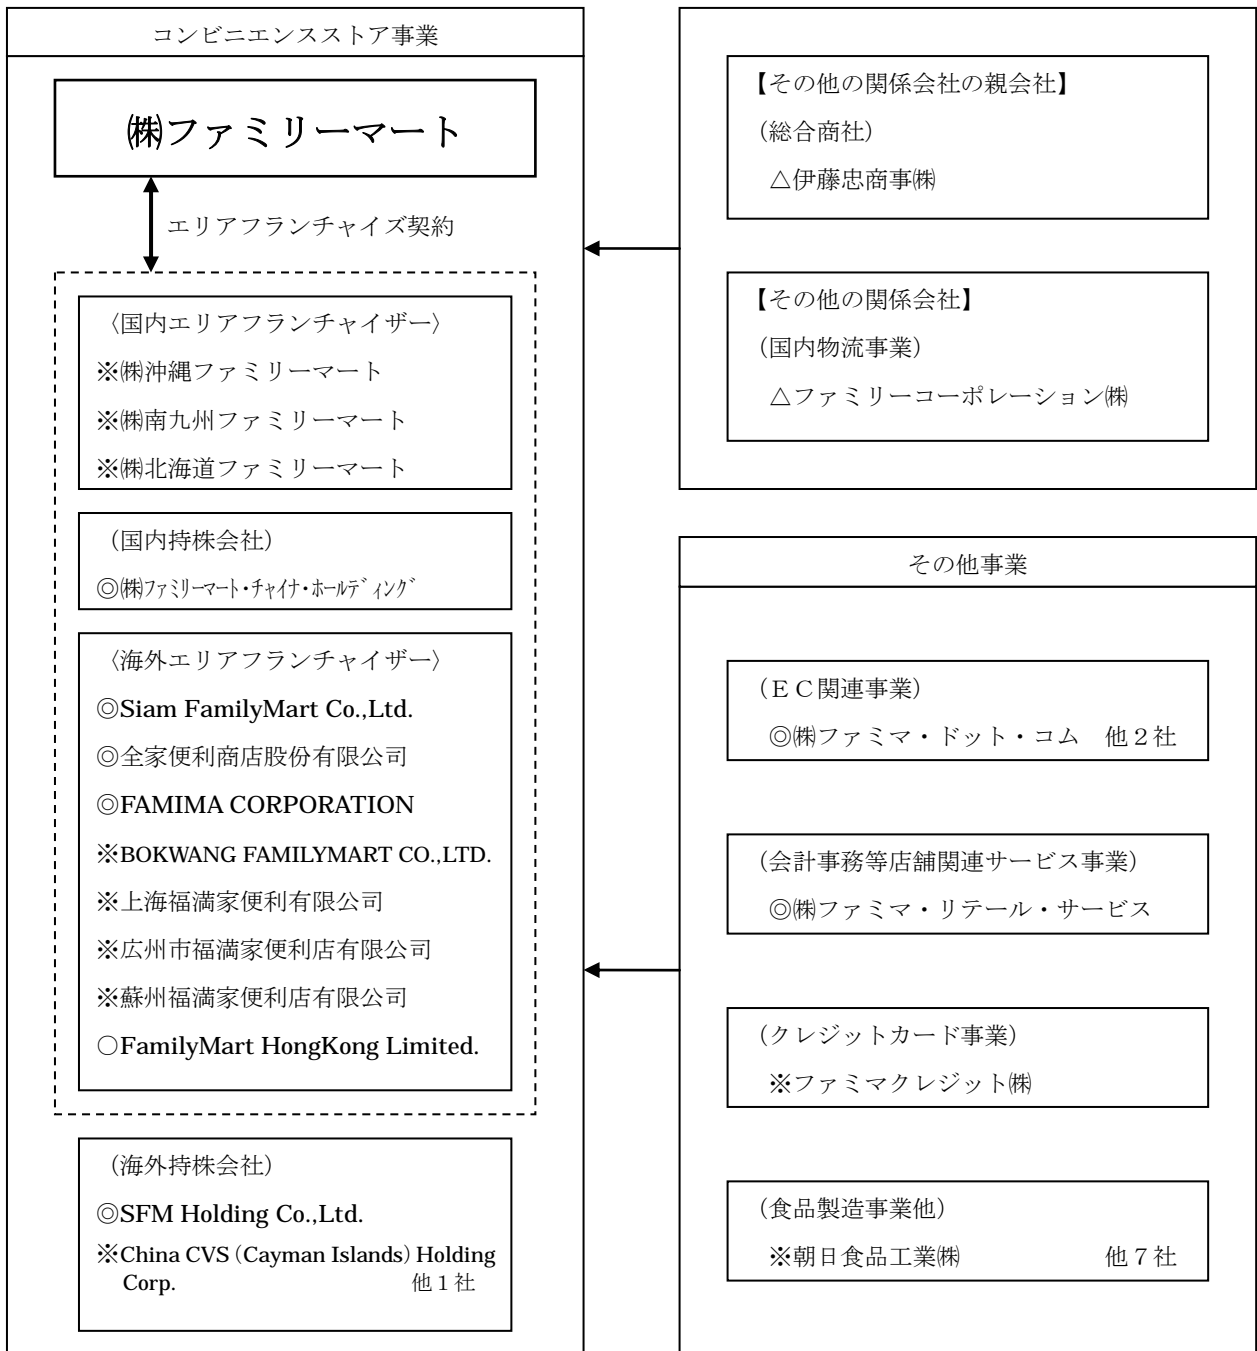 コンビニエンスストア事業
㈱ファミリーマート
エリアフランチャイズ契約
〈国内エリアフランチャイザー〉
※㈱沖縄ファミリーマート
※㈱南九州ファミリーマート
※㈱北海道ファミリーマート
(国内持株会社)
◎㈱ﾌｧﾐﾘｰﾏｰﾄ・ﾁｬｲﾅ・ﾎｰﾙﾃﾞｨﾝｸﾞ
〈海外エリアフランチャイザー〉
◎Siam FamilyMart Co.,Ltd.
◎全家便利商店股份有限公司
◎FAMIMA CORPORATION
※BOKWANG FAMILYMART CO.,LTD.
※上海福満家便利有限公司
※広州市福満家便利店有限公司
※蘇州福満家便利店有限公司
○FamilyMart HongKong Limited.
(海外持株会社)
◎SFM Holding Co.,Ltd.
※China CVS (Cayman Islands) Holding
Corp. 他１社
【その他の関係会社の親会社】
(総合商社)
△伊藤忠商事㈱
【その他の関係会社】
(国内物流事業)
△ファミリーコーポレーション㈱
その他事業
(ＥＣ関連事業)
◎㈱ファミマ・ドット・コム 他２社
(会計事務等店舗関連サービス事業)
◎㈱ファミマ・リテール・サービス
(クレジットカード事業)
※ファミマクレジット㈱
(食品製造事業他)
※朝日食品工業㈱ 他７社